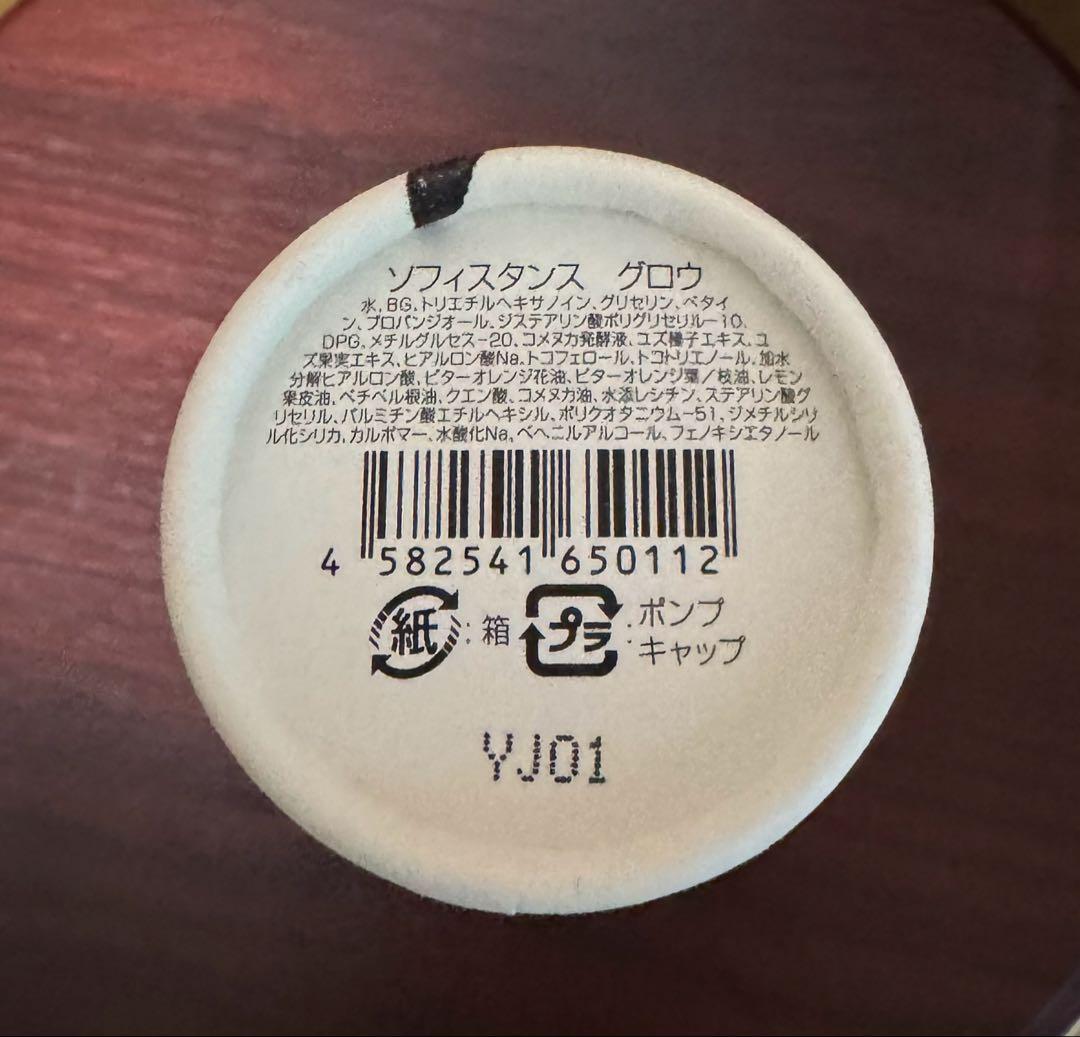 ソフィスタンス　グロウ
水、BG、トリエチルヘキサノイン、グリセリン、ベタイ
ン、プロパンジオール、ジステアリン酸ポリグリセリル－10、
DPG、メチルグルセス－20、コメヌカ発酵液、ユズ種子エキス、ユ
ズ果実エキス、ヒアルロン酸Na、トコフェロール、トコトリエノール、加水
分解ヒアルロン酸、ビターオレンジ花油、ビターオレンジ葉／枝油、レモン
果皮油、ベチベル根油、クエン酸、コメヌカ油、水添レシチン、ステアリン酸グ
リセリル、パルミチン酸エチルヘキシル、ポリクオタニウム－51、ジメチルシリ
ル化シリカ、カルボマー、水酸化Na、ベヘニルアルコール、フェノキシエタノール
4 582541 650112
紙：箱 プラ：ポンプ
キャップ
YJ01